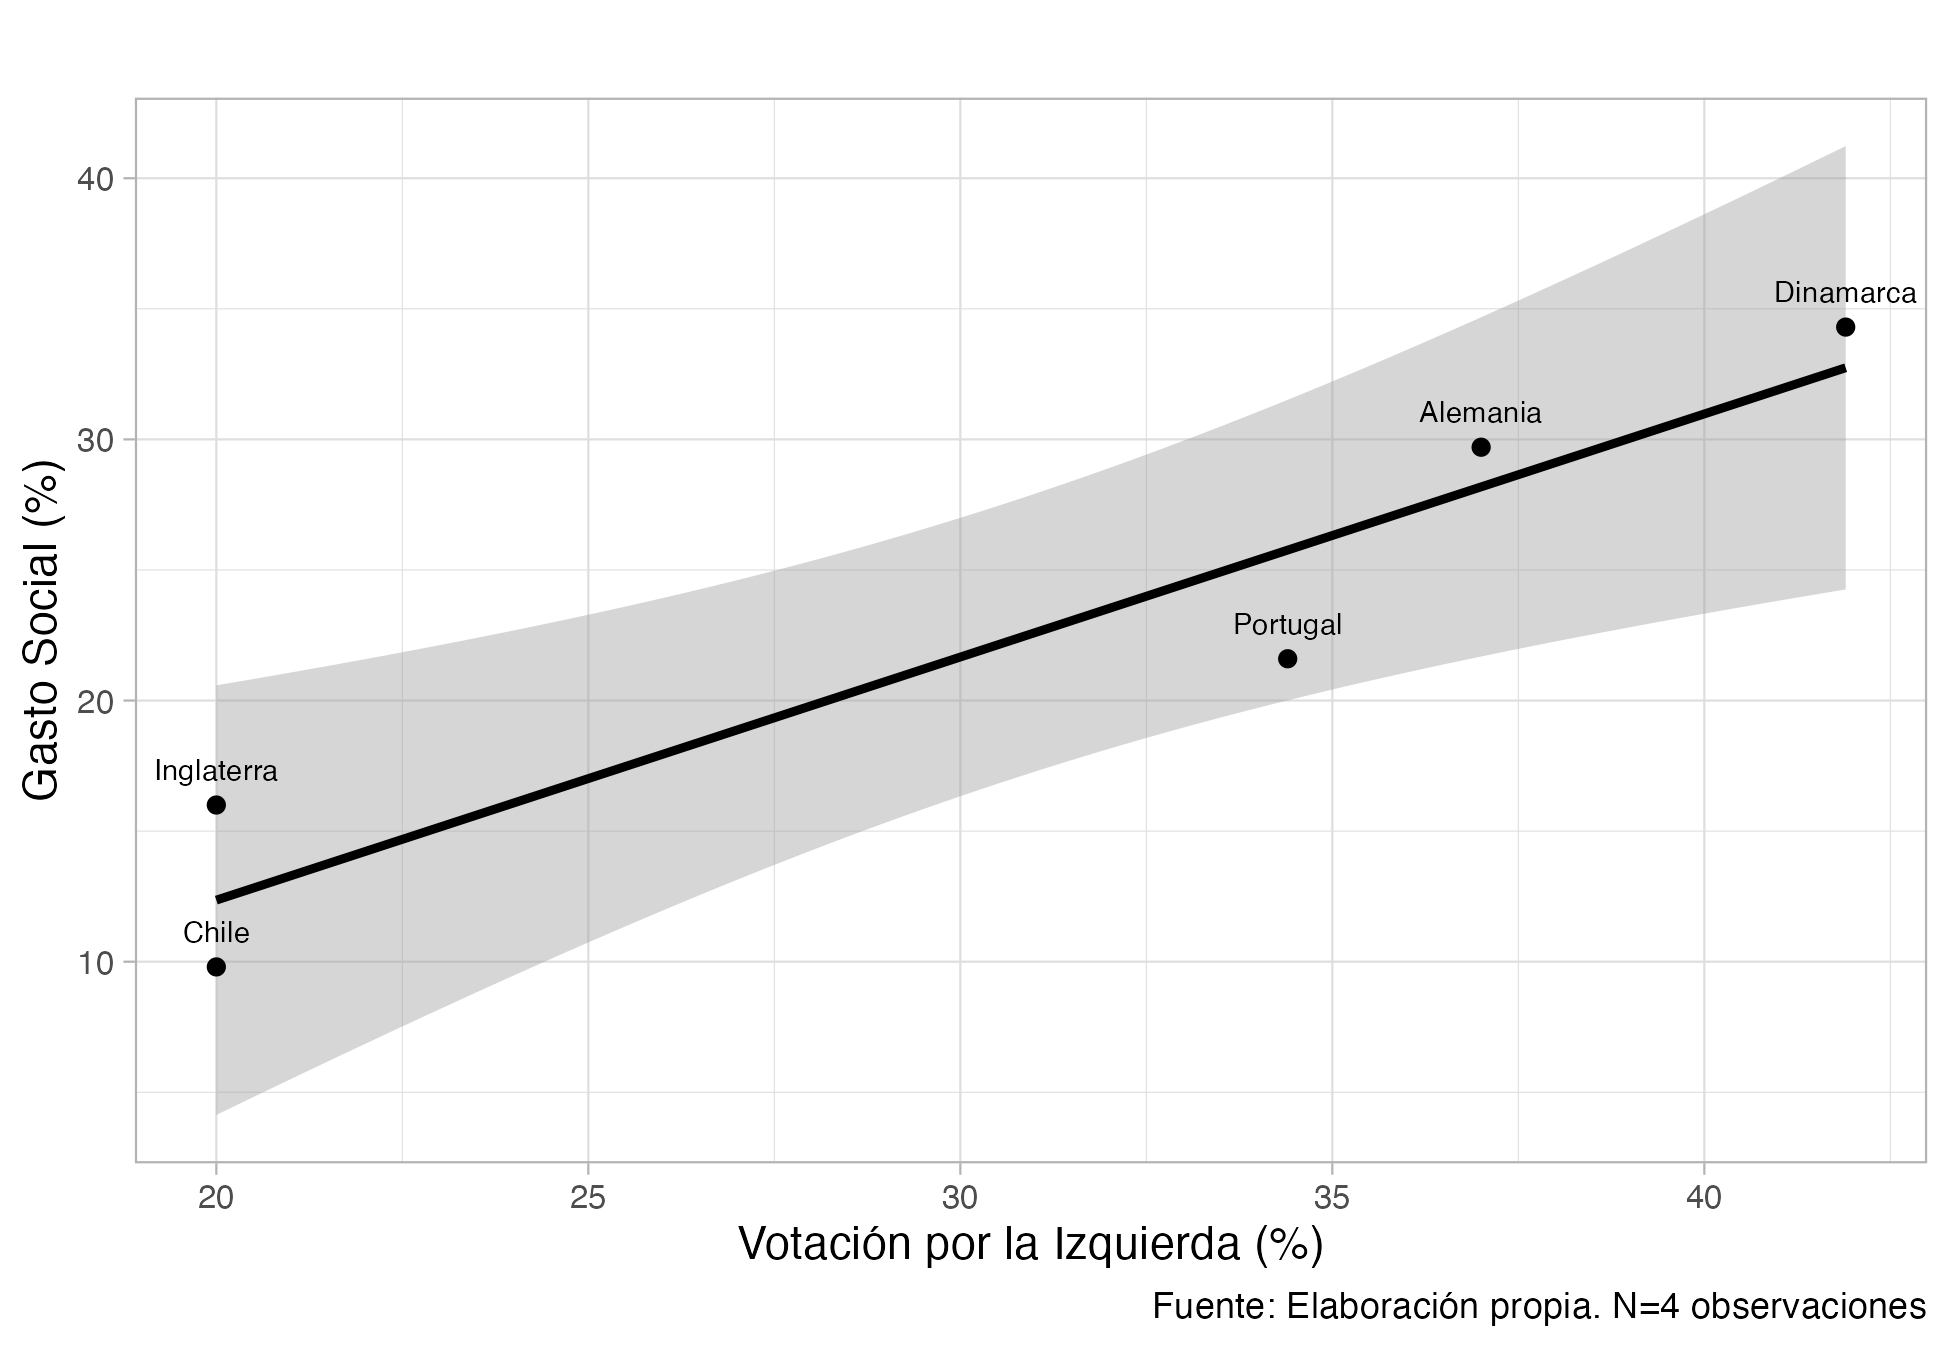 40
Dinamarca
Alemania
30
Portugal
20
Inglaterra
Chile
10
Gasto Social (%)
20 25 30 35 40
Votación por la Izquierda (%)
Fuente: Elaboración propia. N=4 observaciones